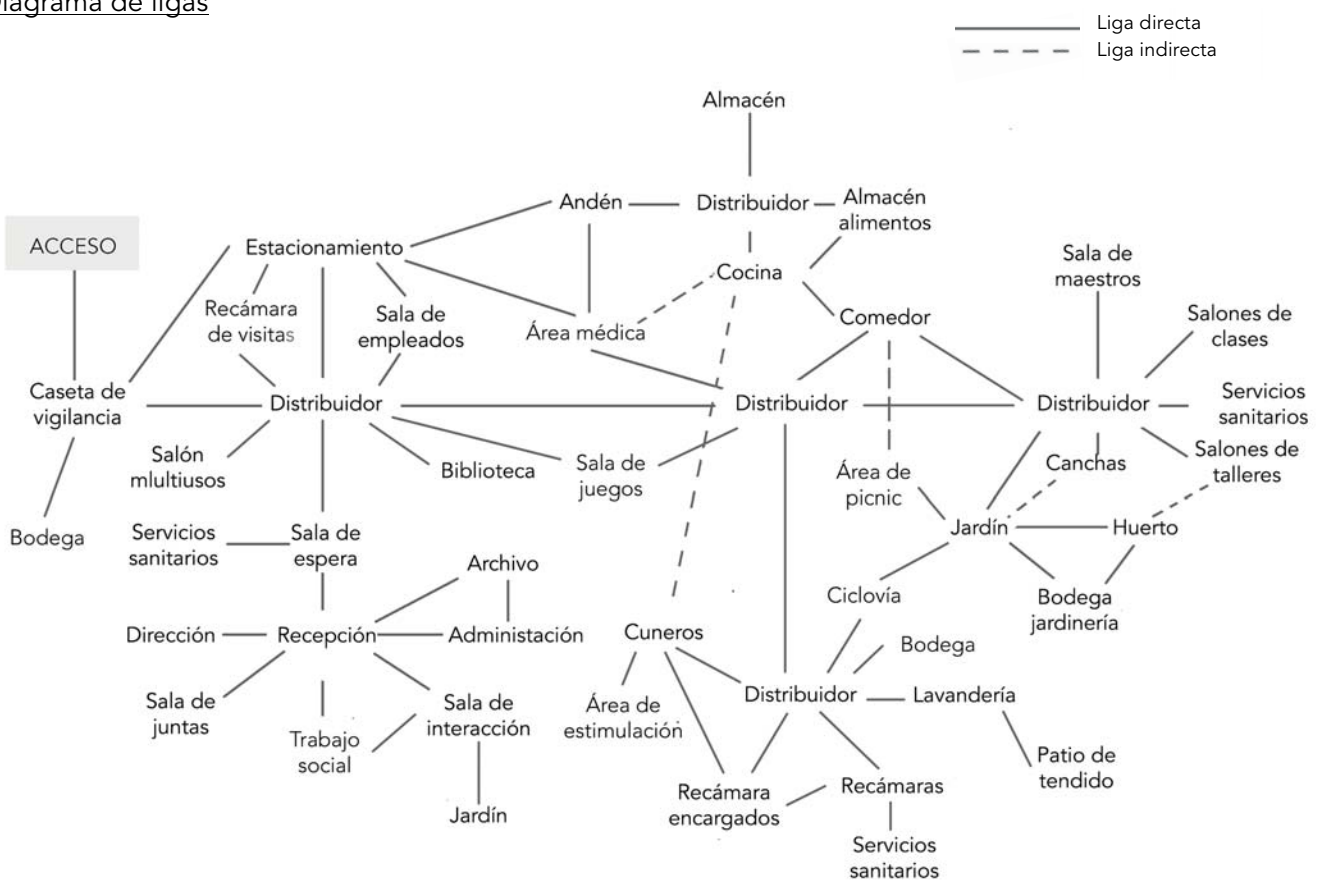 Diagrama de ligas
Liga directa
Liga indirecta
Almacén
Andén
Distribuidor
Almacén
alimentos
ACCESO
Estacionamiento
Cocina
Sala de
maestros
Recámara
de visitas
Sala de
empleados
Área médica
Comedor
Salones de
clases
Caseta de
vigilancia
Distribuidor
Distribuidor
Distribuidor
Servicios
sanitarios
Salón
mlultiusos
Biblioteca
Sala de
juegos
Área de
picnic
Canchas
Salones de
talleres
Bodega
Servicios
sanitarios
Sala de
espera
Jardín
Huerto
Archivo
Ciclovía
Bodega
jardinería
Dirección
Recepción
Administación
Cuneros
Bodega
Sala de
juntas
Trabajo
social
Sala de
interacción
Área de
estimulación
Distribuidor
Lavandería
Patio de
tendido
Jardín
Recámara
encargados
Recámaras
Servicios
sanitarios